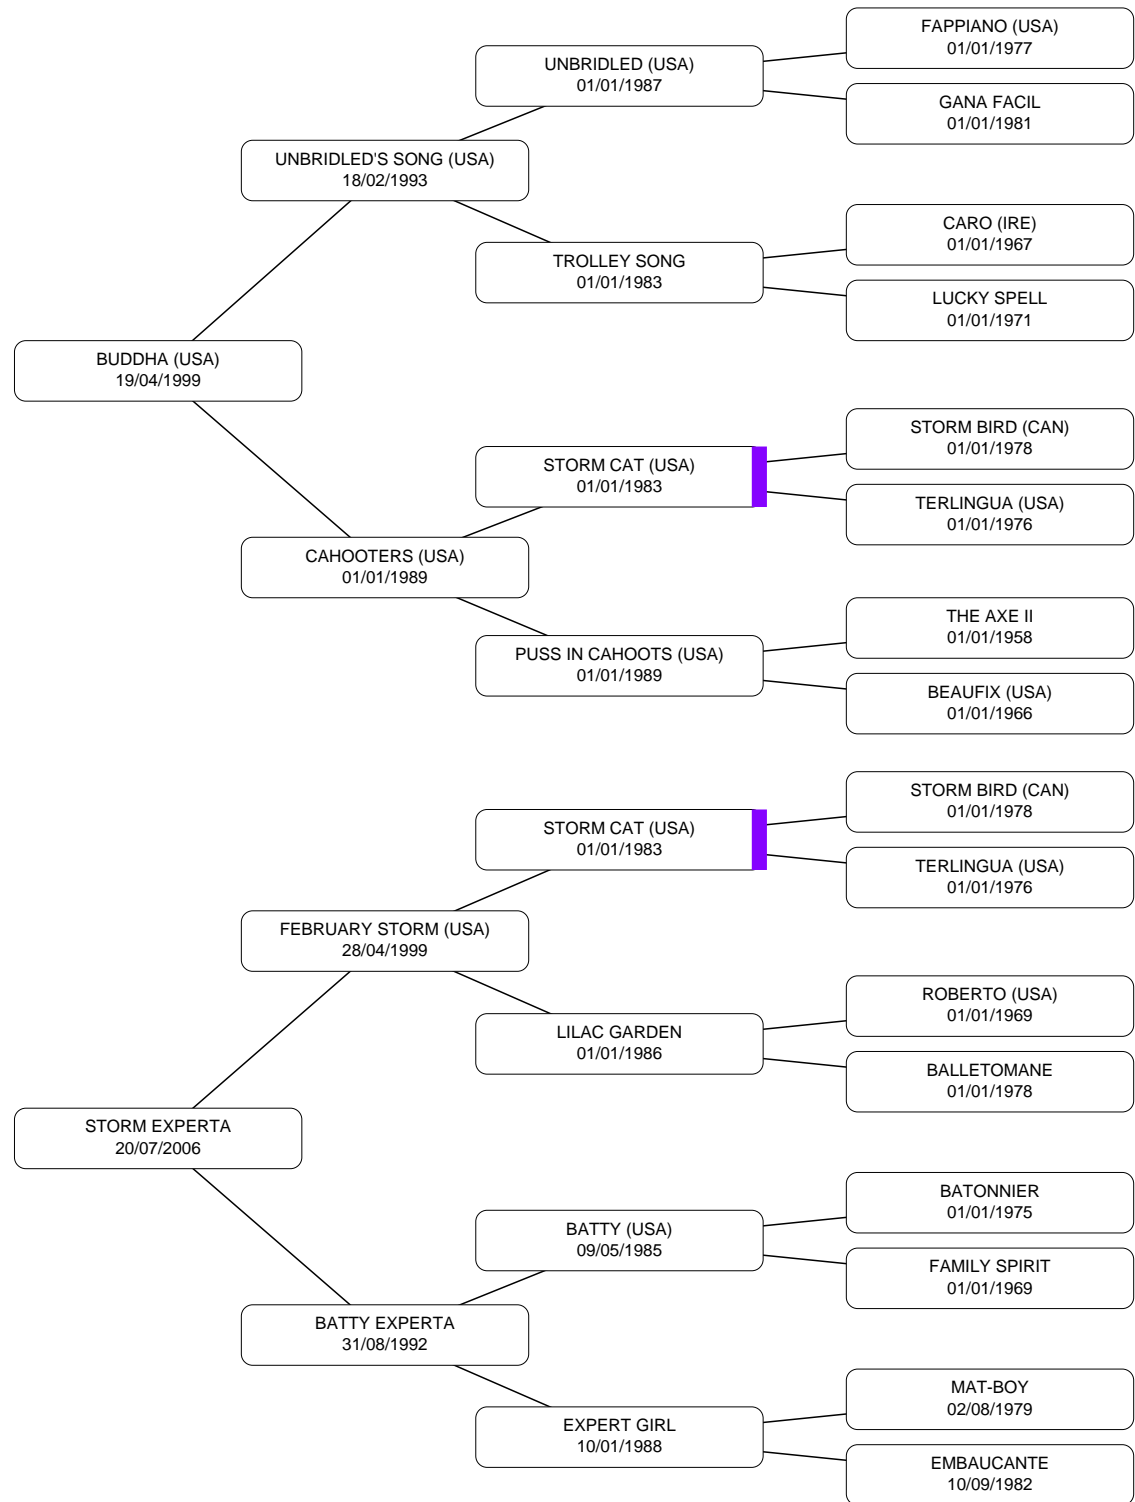 FAPPIANO (USA)
01/01/1977
UNBRIDLED (USA)
01/01/1987
GANA FACIL
01/01/1981
UNBRIDLED'S SONG (USA)
18/02/1993
CARO (IRE)
01/01/1967
TROLLEY SONG
01/01/1983
LUCKY SPELL
01/01/1971
BUDDHA (USA)
19/04/1999
STORM BIRD (CAN)
01/01/1978
STORM CAT (USA)
01/01/1983
TERLINGUA (USA)
01/01/1976
CAHOOTERS (USA)
01/01/1989
THE AXE II
01/01/1958
PUSS IN CAHOOTS (USA)
01/01/1989
BEAUFIX (USA)
01/01/1966
STORM BIRD (CAN)
01/01/1978
STORM CAT (USA)
01/01/1983
TERLINGUA (USA)
01/01/1976
FEBRUARY STORM (USA)
28/04/1999
ROBERTO (USA)
01/01/1969
LILAC GARDEN
01/01/1986
BALLETOMANE
01/01/1978
STORM EXPERTA
20/07/2006
BATONNIER
01/01/1975
BATTY (USA)
09/05/1985
FAMILY SPIRIT
01/01/1969
BATTY EXPERTA
31/08/1992
MAT-BOY
02/08/1979
EXPERT GIRL
10/01/1988
EMBAUCANTE
10/09/1982